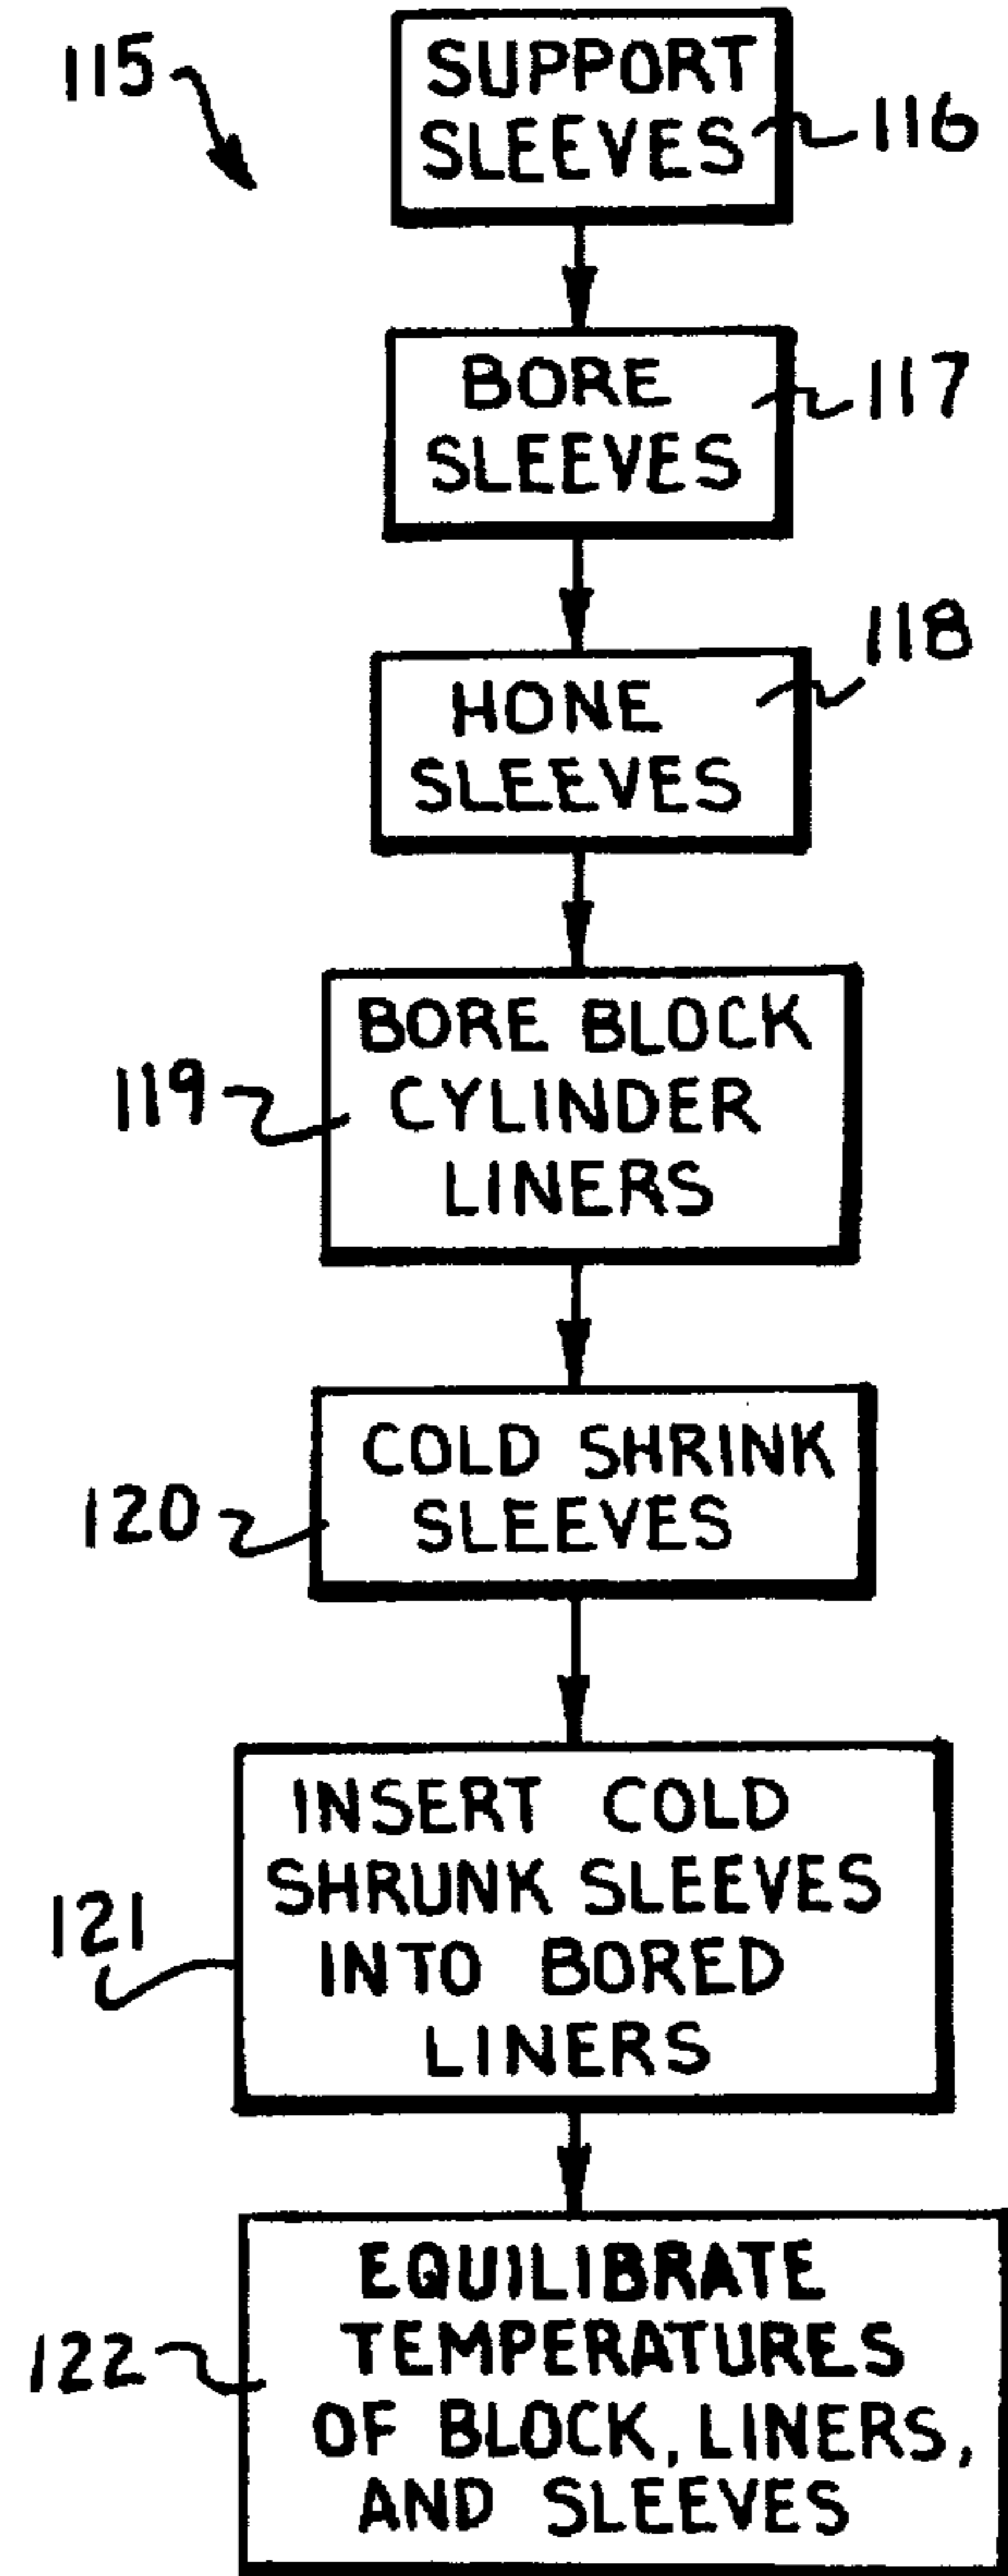 115
SUPPORT
SLEEVES
116
BORE
SLEEVES
117
HONE
SLEEVES
118
BORE BLOCK
CYLINDER
LINERS
119
COLD SHRINK
SLEEVES
120
INSERT COLD
SHRUNK SLEEVES
INTO BORED
LINERS
121
EQUILIBRATE
TEMPERATURES
OF BLOCK, LINERS,
AND SLEEVES
122